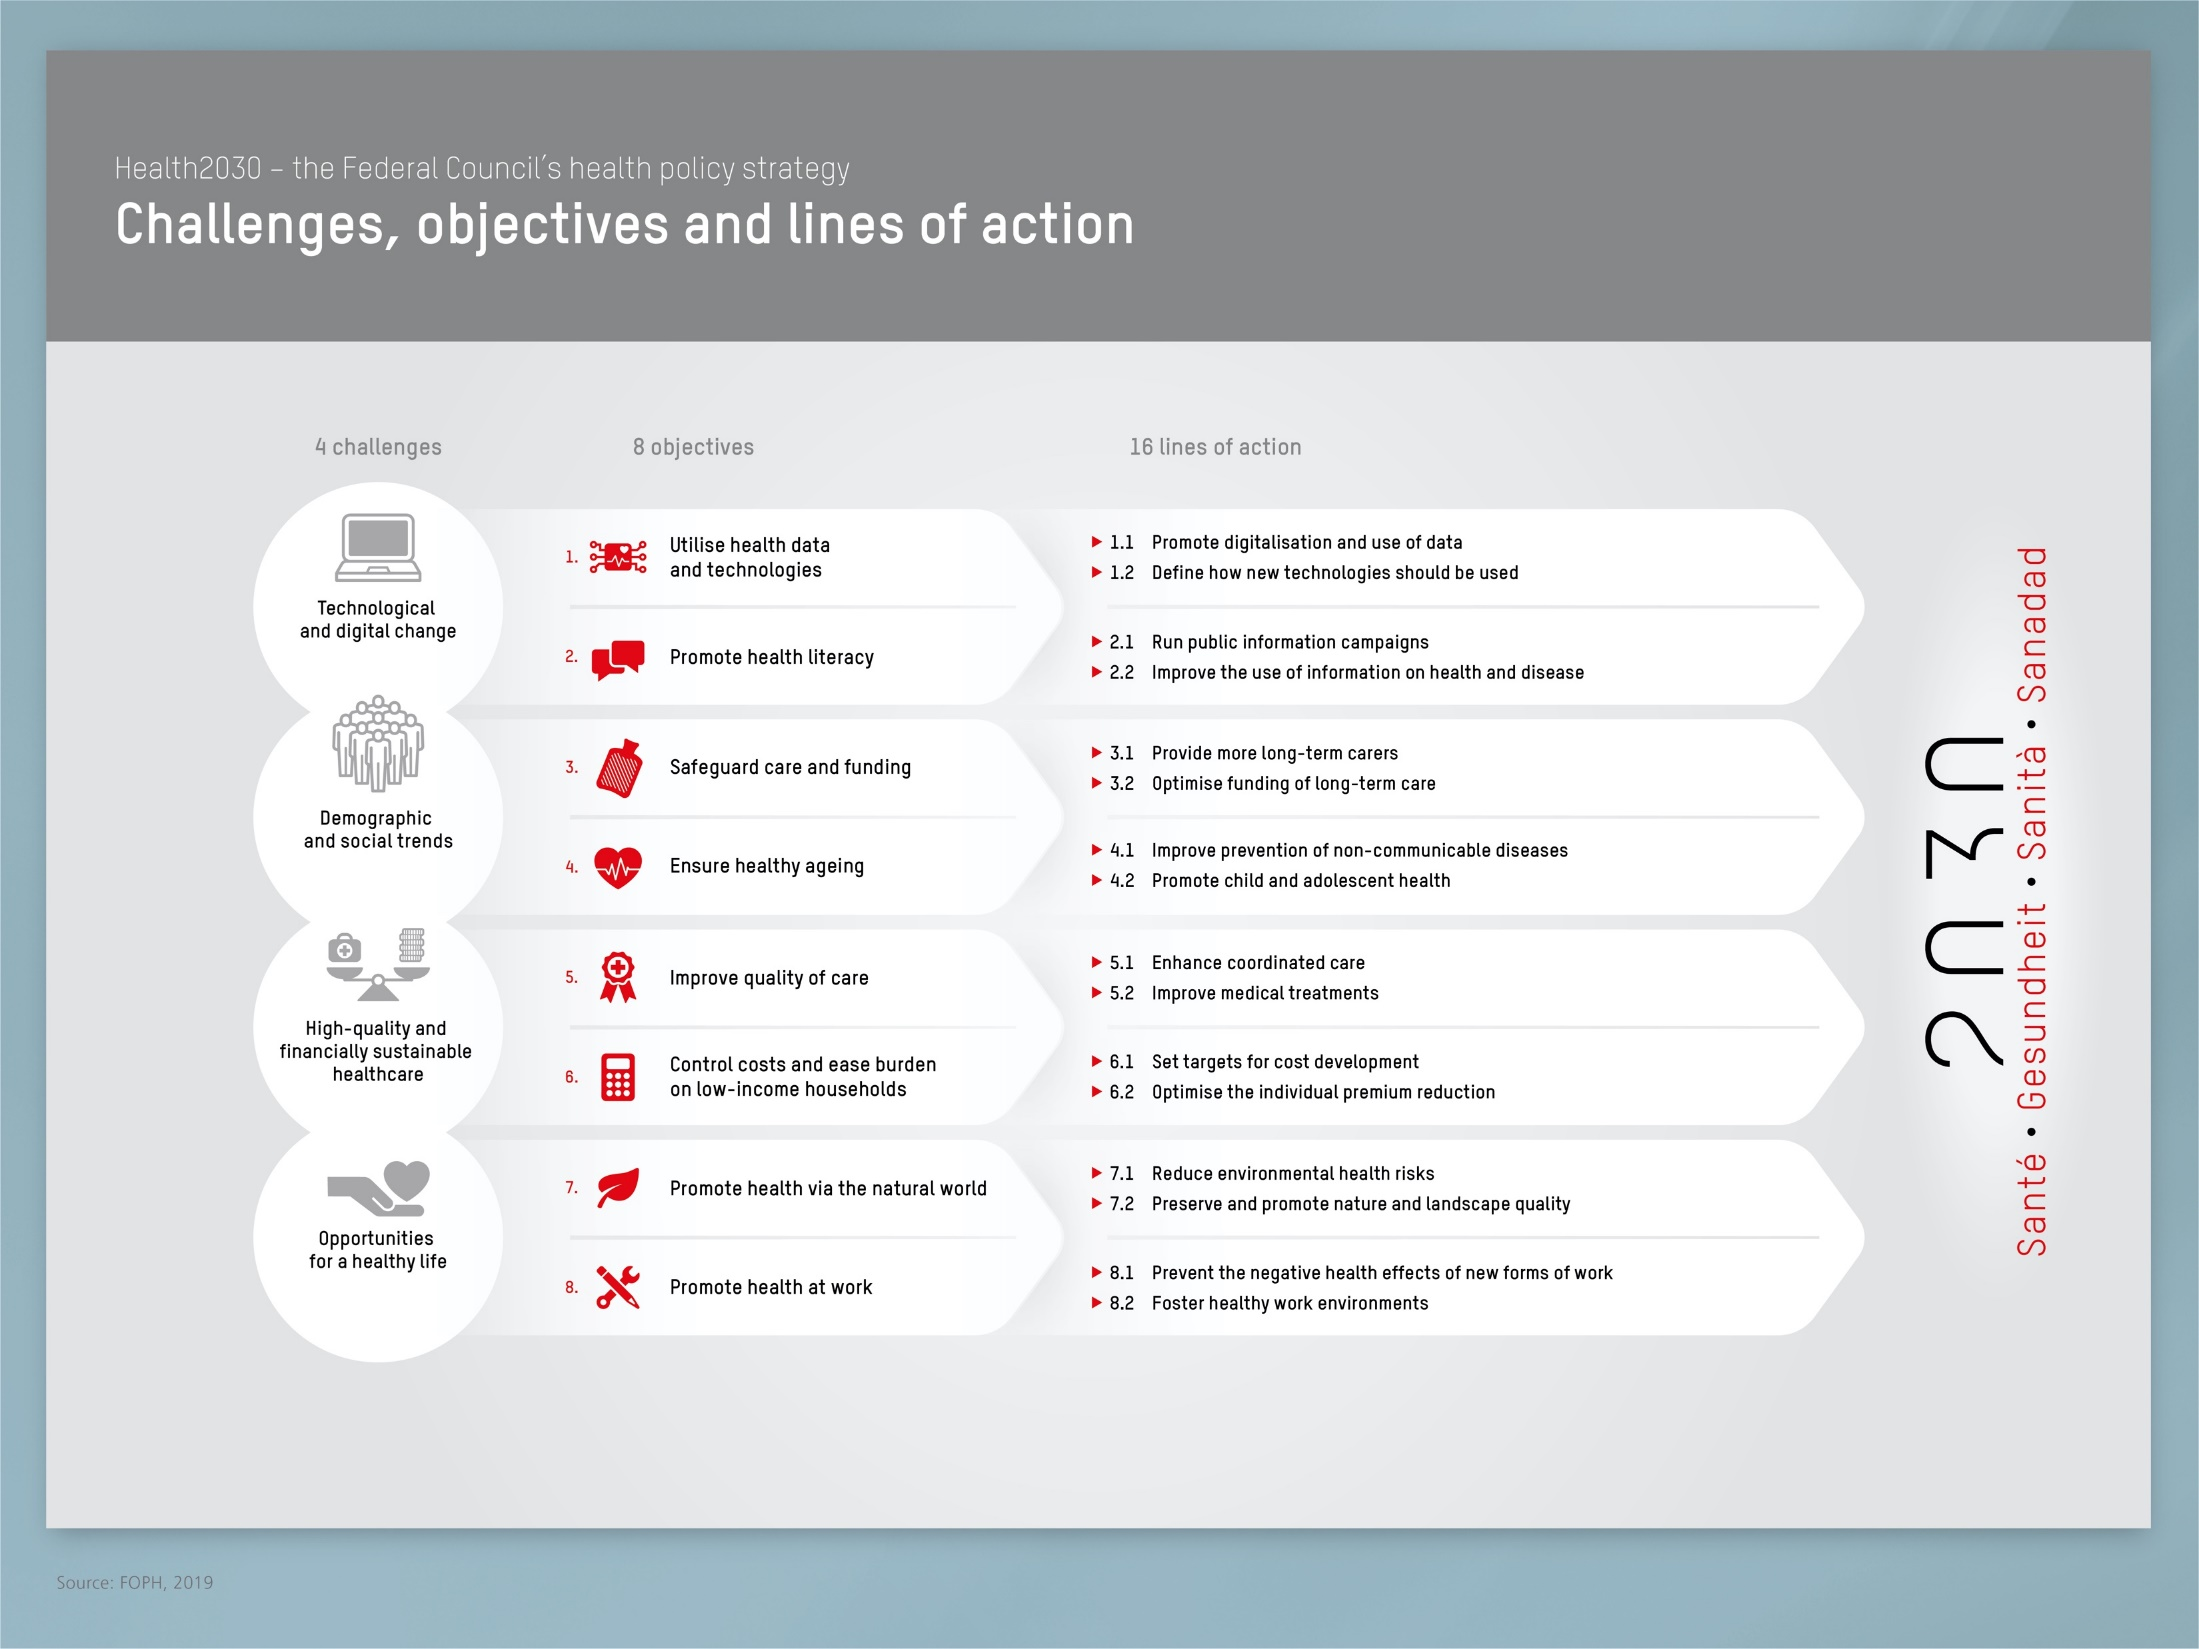 Health2030 – the Federal Council´s health policy strategy
Challenges, objectives and lines of action
4 challenges
8 objectives
16 lines of action
Technological
and digital change
1. Utilise health data
and technologies
1.1 Promote digitalisation and use of data
1.2 Define how new technologies should be used
2. Promote health literacy
2.1 Run public information campaigns
2.2 Improve the use of information on health and disease
Demographic
and social trends
3. Safeguard care and funding
3.1 Provide more long-term carers
3.2 Optimise funding of long-term care
4. Ensure healthy ageing
4.1 Improve prevention of non-communicable diseases
4.2 Promote child and adolescent health
High-quality and
financially sustainable
healthcare
5. Improve quality of care
5.1 Enhance coordinated care
5.2 Improve medical treatments
6. Control costs and ease burden
on low-income households
6.1 Set targets for cost development
6.2 Optimise the individual premium reduction
Opportunities
for a healthy life
7. Promote health via the natural world
7.1 Reduce environmental health risks
7.2 Preserve and promote nature and landscape quality
8. Promote health at work
8.1 Prevent the negative health effects of new forms of work
8.2 Foster healthy work environments
2030
Santé • Gesundheit • Sanità • Sanadad
Source: FOPH, 2019